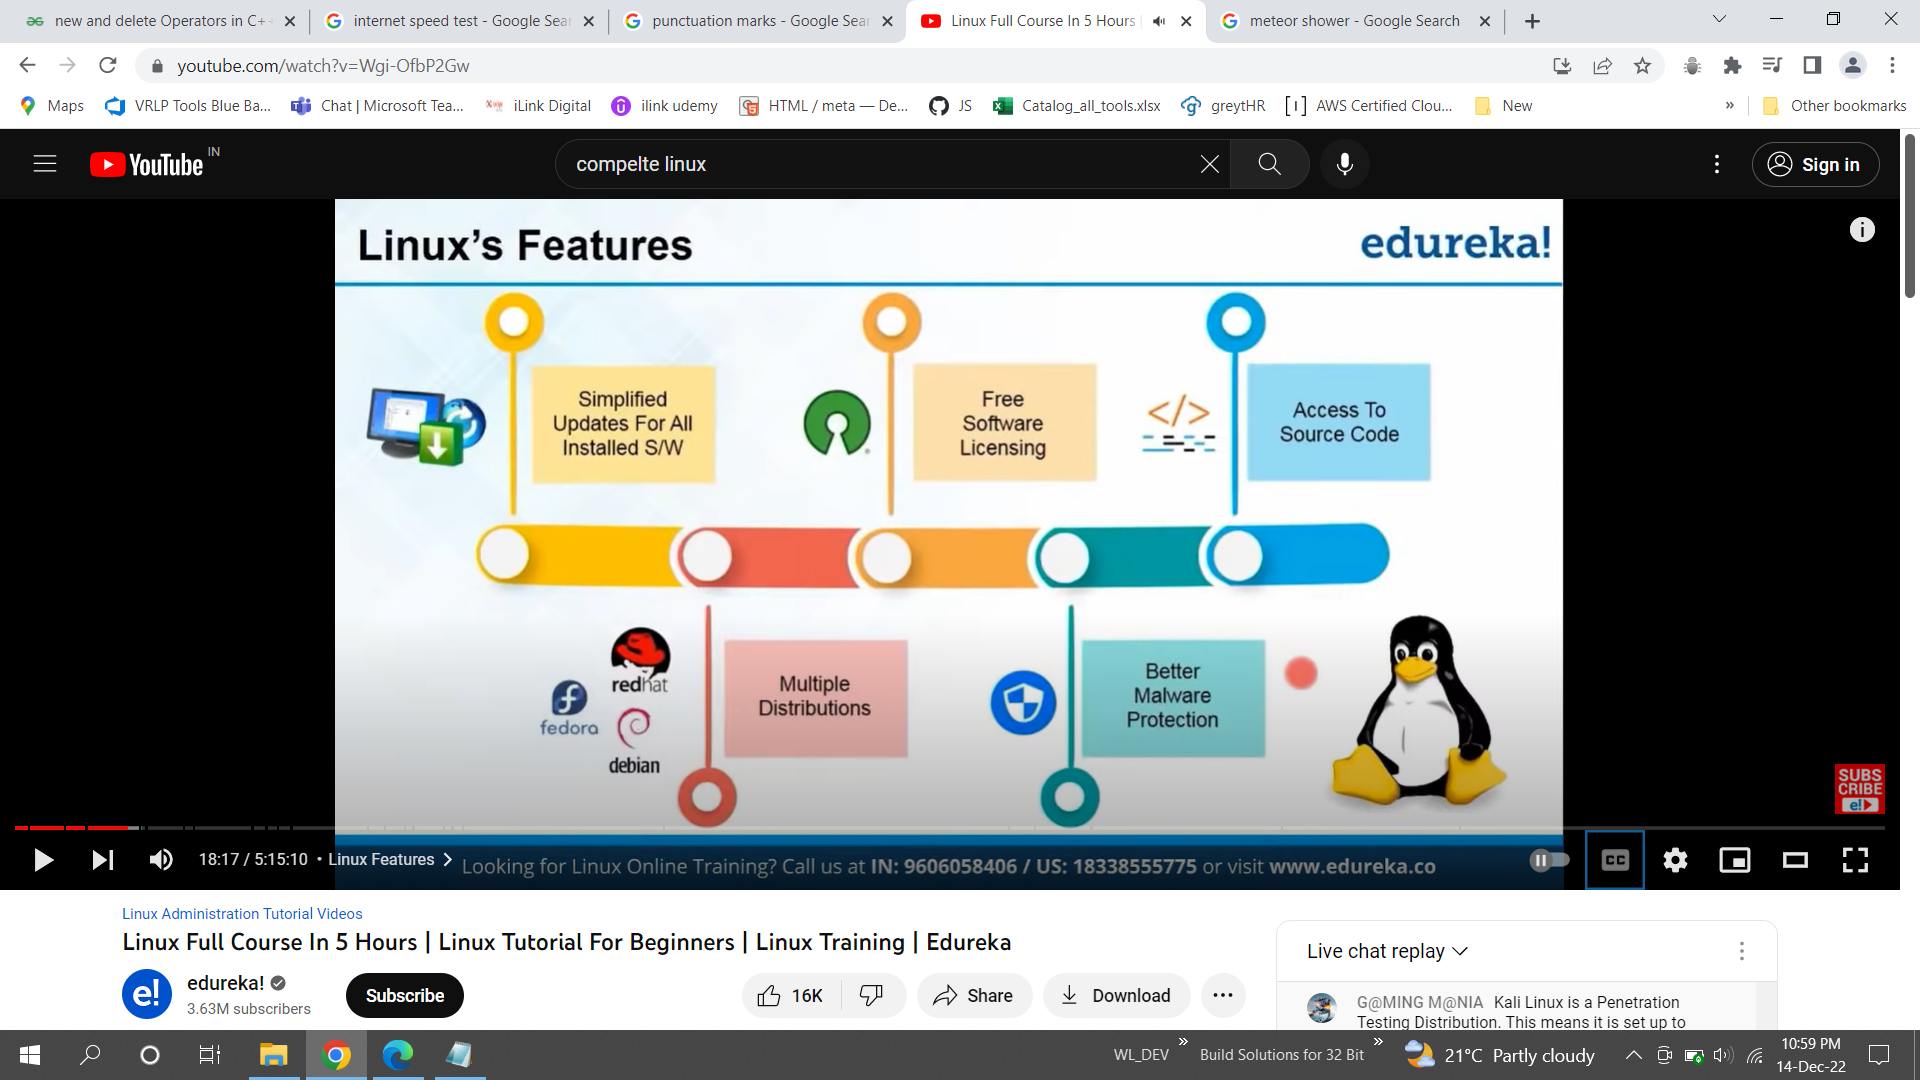 new and delete Operators in C+
internet speed test - Google Sea
punctuation marks - Google Sear
Linux Full Course In 5 Hours |
meteor shower - Google Search
youtube.com/watch?v=Wgi-OfbP2Gw
Maps
VRLP Tools Blue Ba...
Chat | Microsoft Tea...
iLink Digital
ilink udemy
HTML / meta — De...
JS
Catalog_all_tools.xlsx
greytHR
AWS Certified Clou...
New
»
Other bookmarks
YouTube IN
compelte linux
Sign in
Linux's Features
edureka!
Simplified
Updates For All
Installed S/W
Free
Software
Licensing
</>
Access To
Source Code
redhat
fedora
debian
Multiple
Distributions
Better
Malware
Protection
SUBS
CRIBE
e!
18:17 / 5:15:10 • Linux Features
Looking for Linux Online Training? Call us at IN: 9606058406 / US: 18338555775 or visit www.edureka.co
CC
Linux Administration Tutorial Videos
Linux Full Course In 5 Hours | Linux Tutorial For Beginners | Linux Training | Edureka
e!
edureka!
3.63M subscribers
Subscribe
16K
Share
Download
Live chat replay
G@MING M@NIA Kali Linux is a Penetration
Testing Distribution. This means it is set up to
WL_DEV »
Build Solutions for 32 Bit »
21°C Partly cloudy
10:59 PM
14-Dec-22